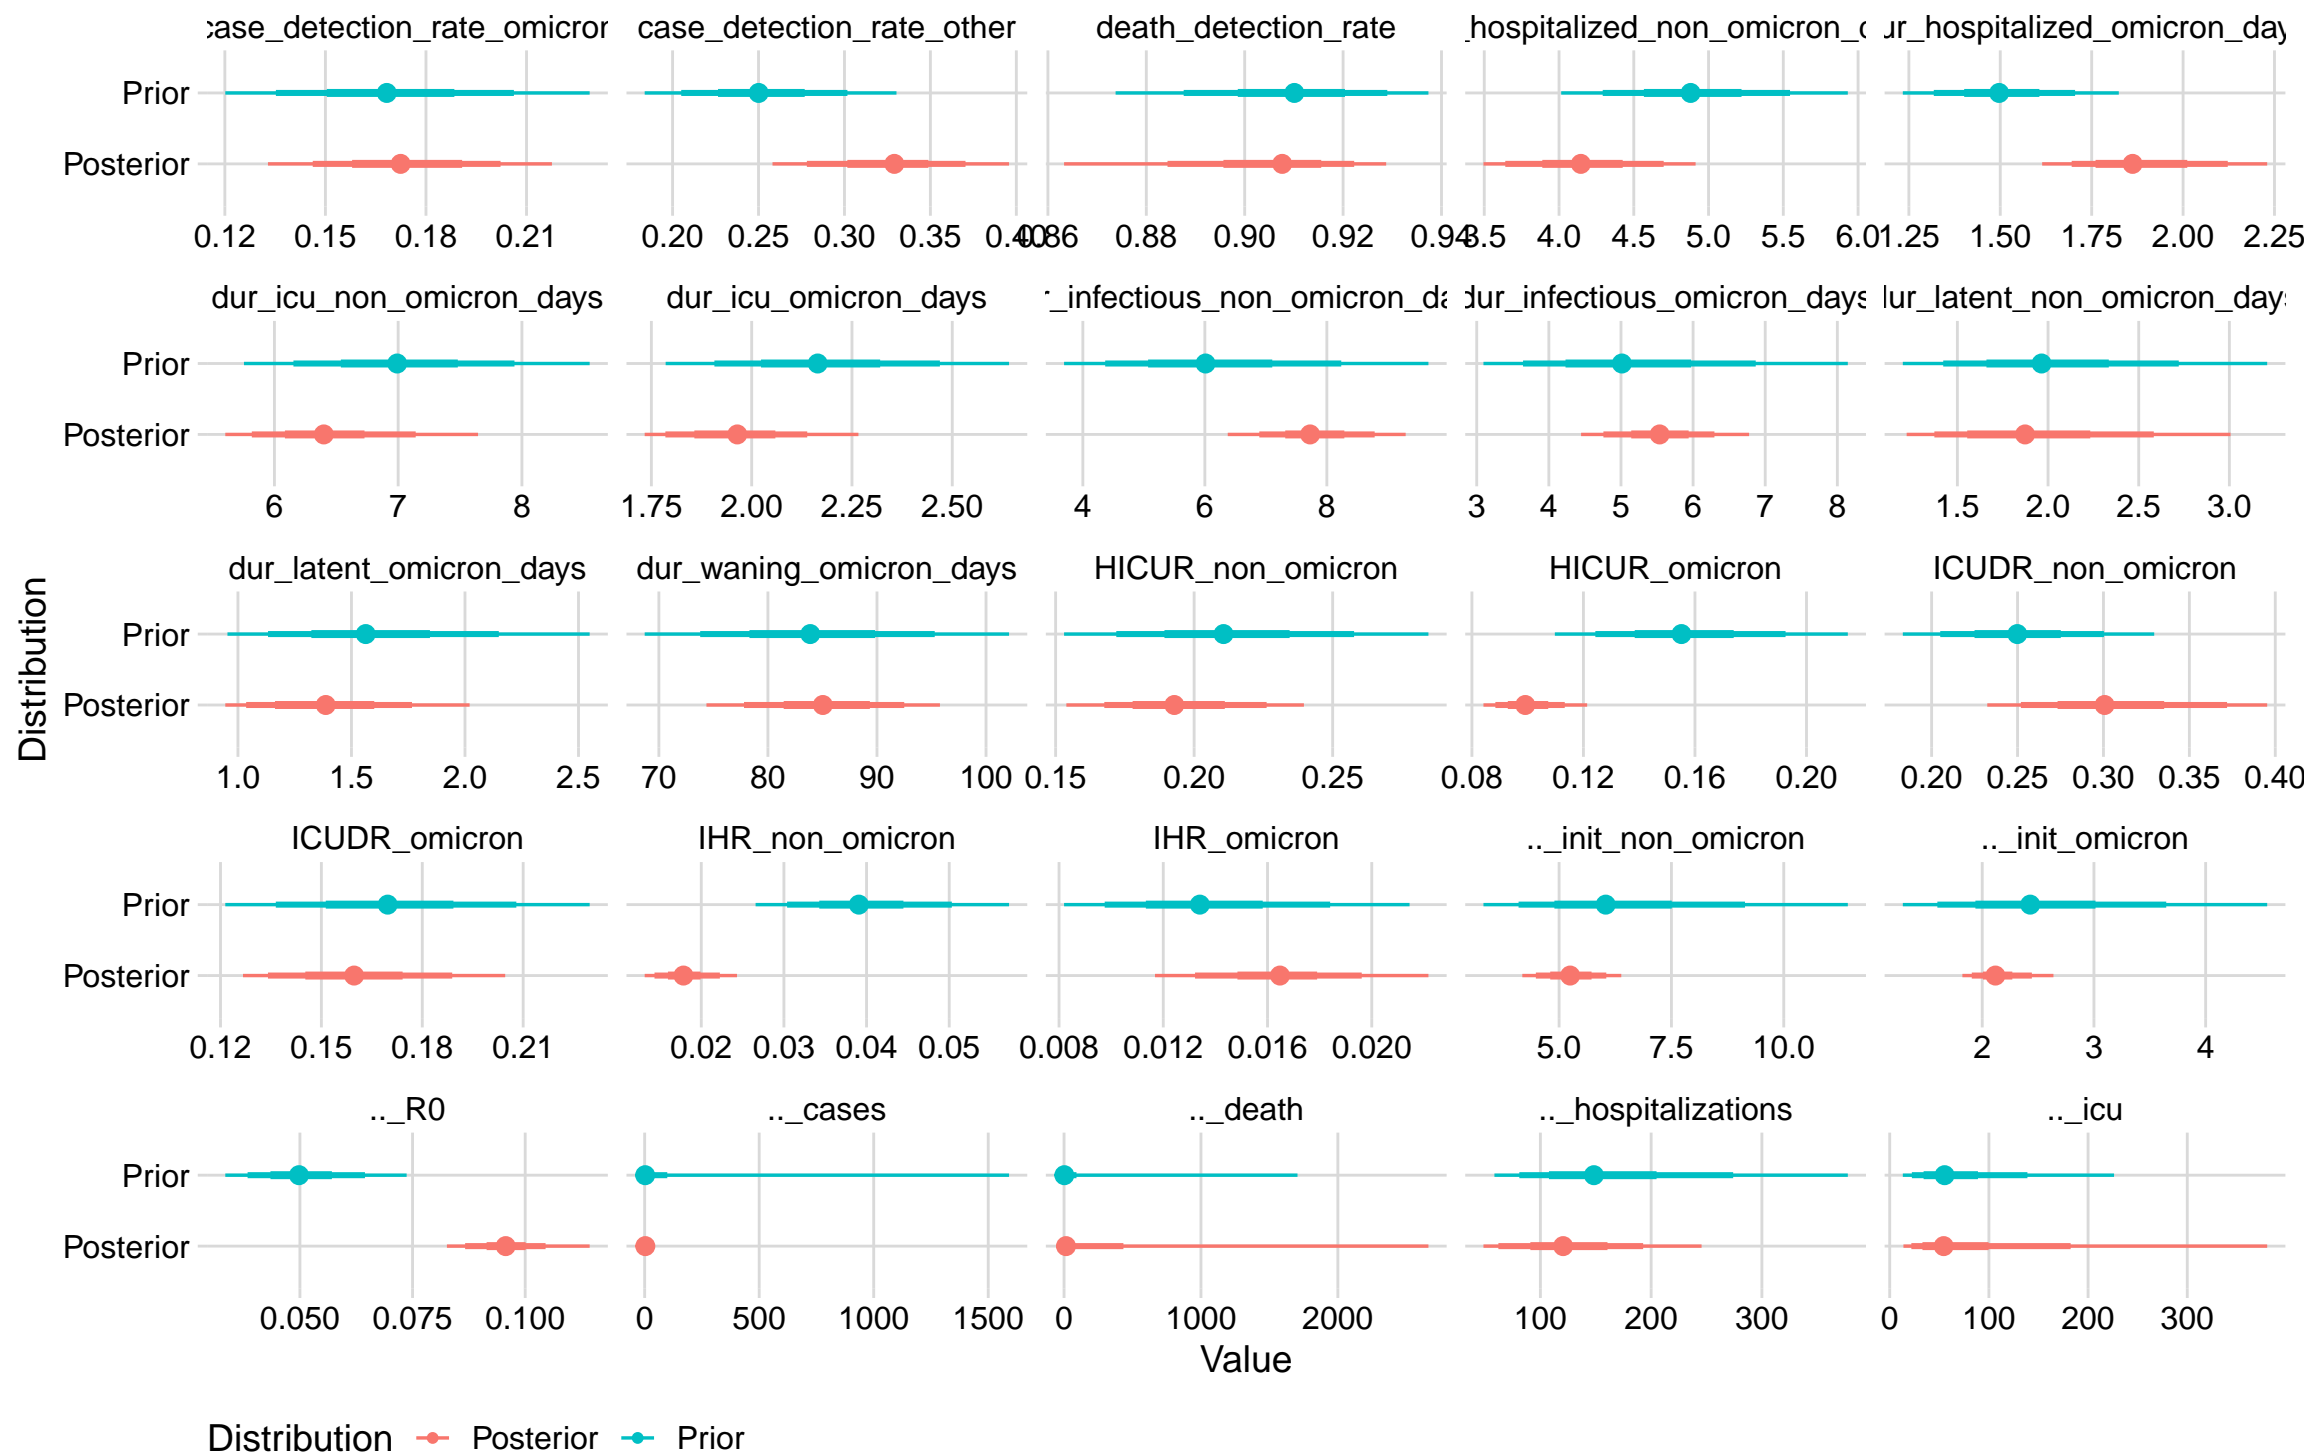 case_detection_rate_omicron case_detection_rate_other death_detection_rate _hospitalized_non_omicron_ ur_hospitalized_omicron_day
Prior
Posterior
0.12 0.15 0.18 0.21 0.20 0.25 0.30 0.35 0.40 0.86 0.88 0.90 0.92 0.94 3.5 4.0 4.5 5.0 5.5 6.0 1.25 1.50 1.75 2.00 2.25
dur_icu_non_omicron_days dur_icu_omicron_days r_infectious_non_omicron_da dur_infectious_omicron_days dur_latent_non_omicron_days
Prior
Posterior
6 7 8 1.75 2.00 2.25 2.50 4 6 8 3 4 5 6 7 8 1.5 2.0 2.5 3.0
dur_latent_omicron_days dur_waning_omicron_days HICUR_non_omicron HICUR_omicron ICUDR_non_omicron
Prior
Posterior
1.0 1.5 2.0 2.5 70 80 90 100 0.15 0.20 0.25 0.08 0.12 0.16 0.20 0.20 0.25 0.30 0.35 0.40
Distribution
ICUDR_omicron IHR_non_omicron IHR_omicron .._init_non_omicron .._init_omicron
Prior
Posterior
0.12 0.15 0.18 0.21 0.02 0.03 0.04 0.05 0.008 0.012 0.016 0.020 5.0 7.5 10.0 2 3 4
.._R0 .._cases .._death .._hospitalizations .._icu
Prior
Posterior
0.050 0.075 0.100 0 500 1000 1500 0 1000 2000 100 200 300 0 100 200 300
Value
Distribution Posterior Prior